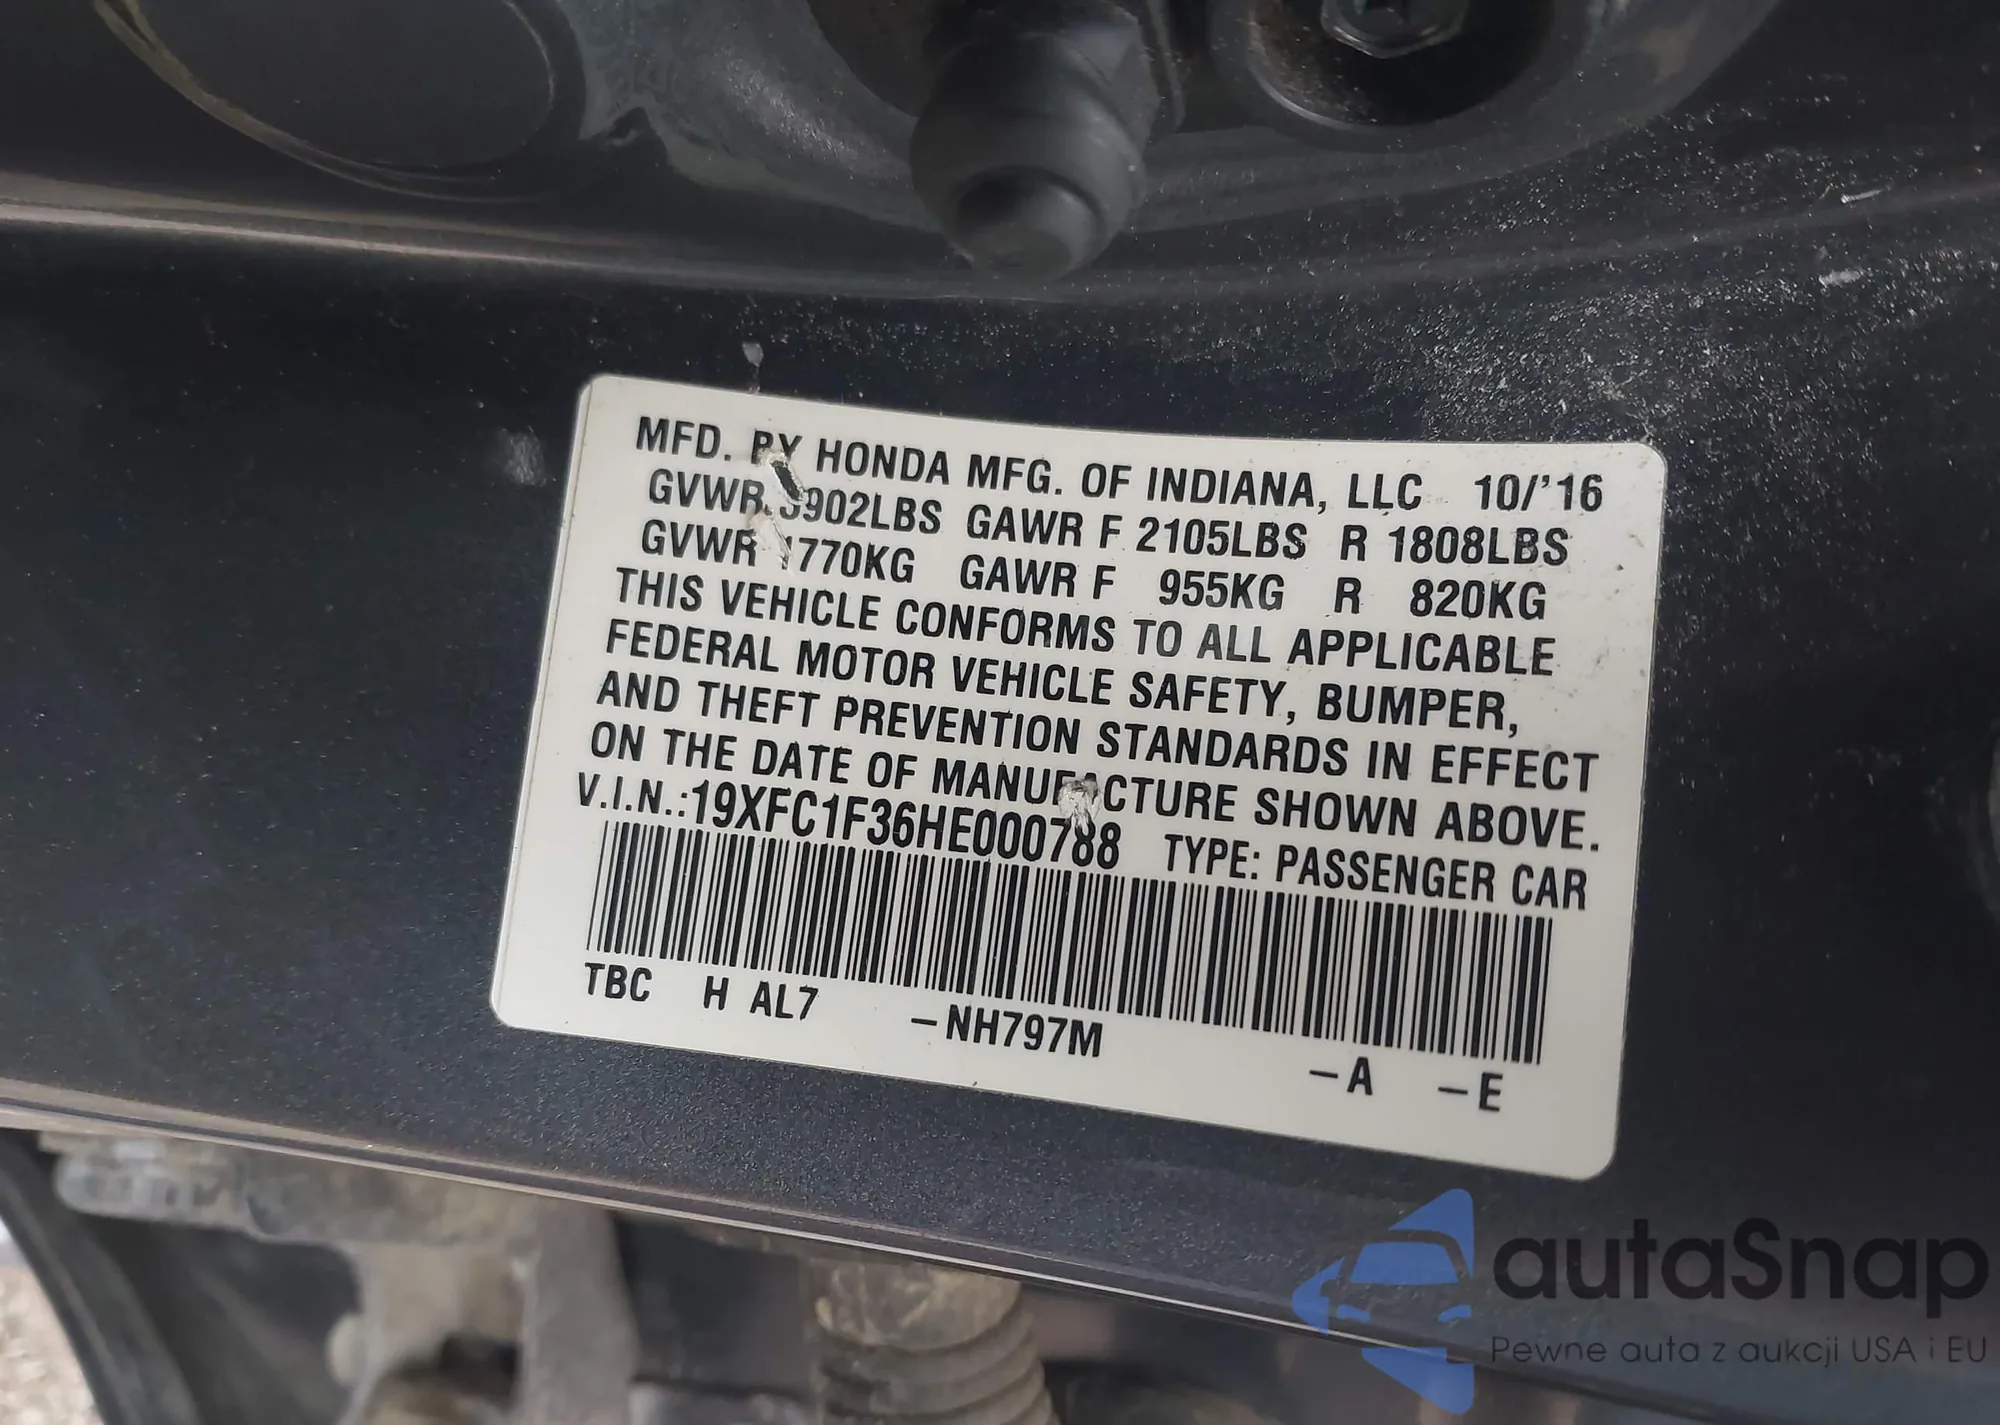 MFD. BY HONDA MFG. OF INDIANA, LLC 10/'16
GVWR 3902LBS GAWR F 2105LBS R 1808LBS
GVWR 1770KG GAWR F 955KG R 820KG
THIS VEHICLE CONFORMS TO ALL APPLICABLE
FEDERAL MOTOR VEHICLE SAFETY, BUMPER,
AND THEFT PREVENTION STANDARDS IN EFFECT
ON THE DATE OF MANUFACTURE SHOWN ABOVE.
V.I.N.:19XFC1F36HE000788 TYPE: PASSENGER CAR
TBC H AL7 –NH797M –A –E
autaSnap
Pewne auta z aukcji USA i EU